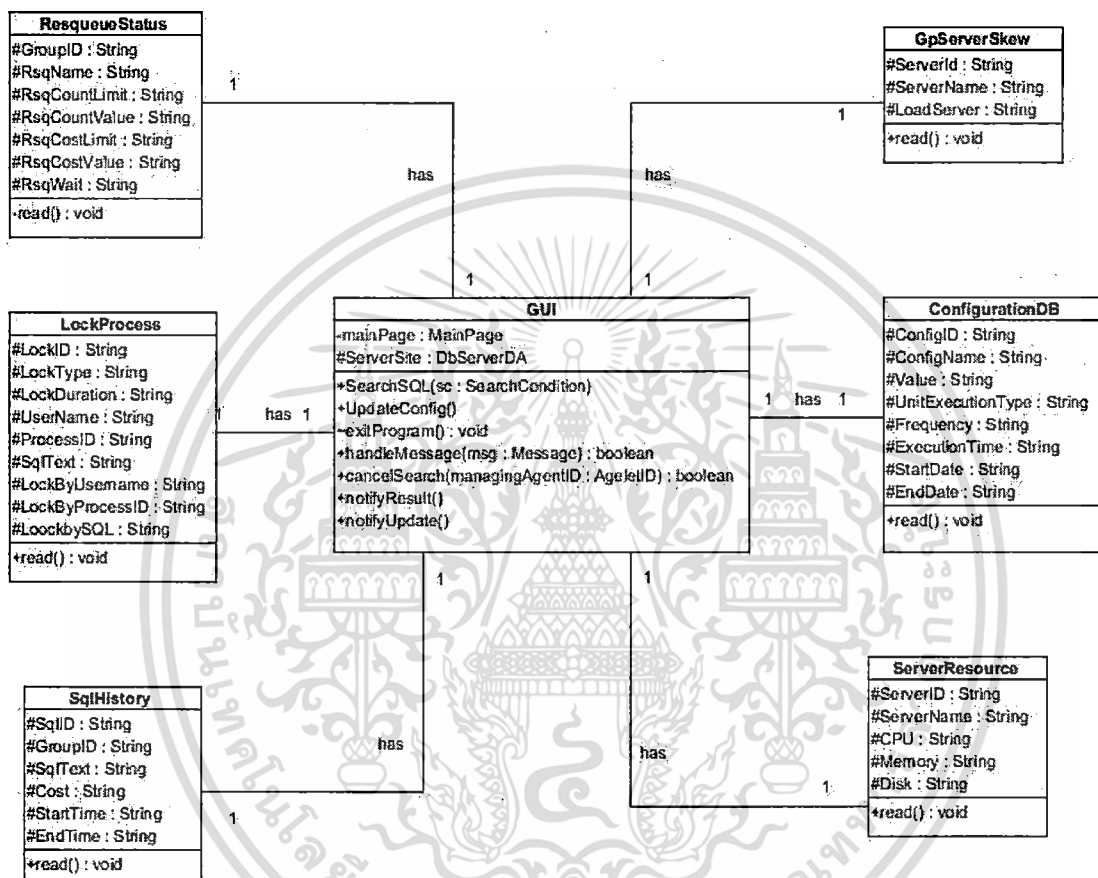 ResqueueStatus
#GroupID : String
#RsqName : String
#RsqCountLimit : String
#RsqCountValue : String
#RsqCostLimit : String
#RsqCostValue : String
#RsqWait : String
+read() : void
1
has
1
GpServerSkew
#ServerId : String
#ServerName : String
#LoadServer : String
+read() : void
1
has
1
LockProcess
#LockID : String
#LockType : String
#LockDuration : String
#UserName : String
#ProcessID : String
#SqlText : String
#LockByUsername : String
#LockByProcessID : String
#LoockbySQL : String
+read() : void
1 has 1
GUI
-mainPage : MainPage
#ServerSite : DbServerDA
+SearchSQL(sc : SearchCondition)
+UpdateConfig()
~exitProgram() : void
+handleMessage(msg : Message) : boolean
+cancelSearch(managingAgentID : AgletID) : boolean
+notifyResult()
+notifyUpdate()
1 has 1
ConfigurationDB
#ConfigID : String
#ConfigName : String
#Value : String
#UnitExecutionType : String
#Frequency : String
#ExecutionTime : String
#StartDate : String
#EndDate : String
+read() : void
1
has
1
SqlHistory
#SqlID : String
#GroupID : String
#SqlText : String
#Cost : String
#StartTime : String
#EndTime : String
+read() : void
1
has
1
ServerResource
#ServerID : String
#ServerName : String
#CPU : String
#Memory : String
#Disk : String
+read() : void